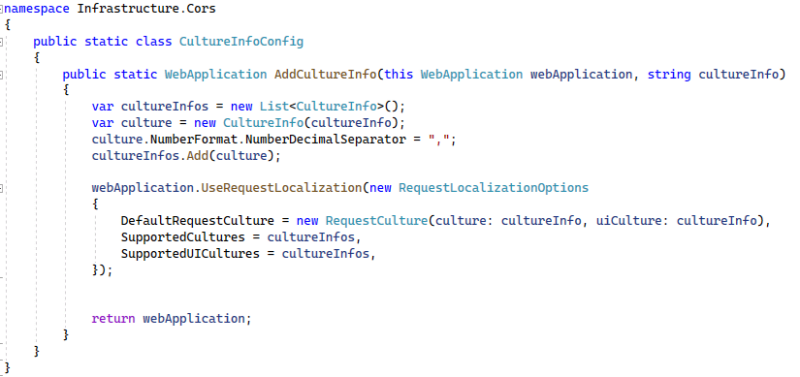 namespace Infrastructure.Cors
{
    public static class CultureInfoConfig
    {
        public static WebApplication AddCultureInfo(this WebApplication webApplication, string cultureInfo)
        {
            var cultureInfos = new List<CultureInfo>();
            var culture = new CultureInfo(cultureInfo);
            culture.NumberFormat.NumberDecimalSeparator = ",";
            cultureInfos.Add(culture);

            webApplication.UseRequestLocalization(new RequestLocalizationOptions
            {
                DefaultRequestCulture = new RequestCulture(culture: cultureInfo, uiCulture: cultureInfo),
                SupportedCultures = cultureInfos,
                SupportedUICultures = cultureInfos,
            });


            return webApplication;
        }
    }
}